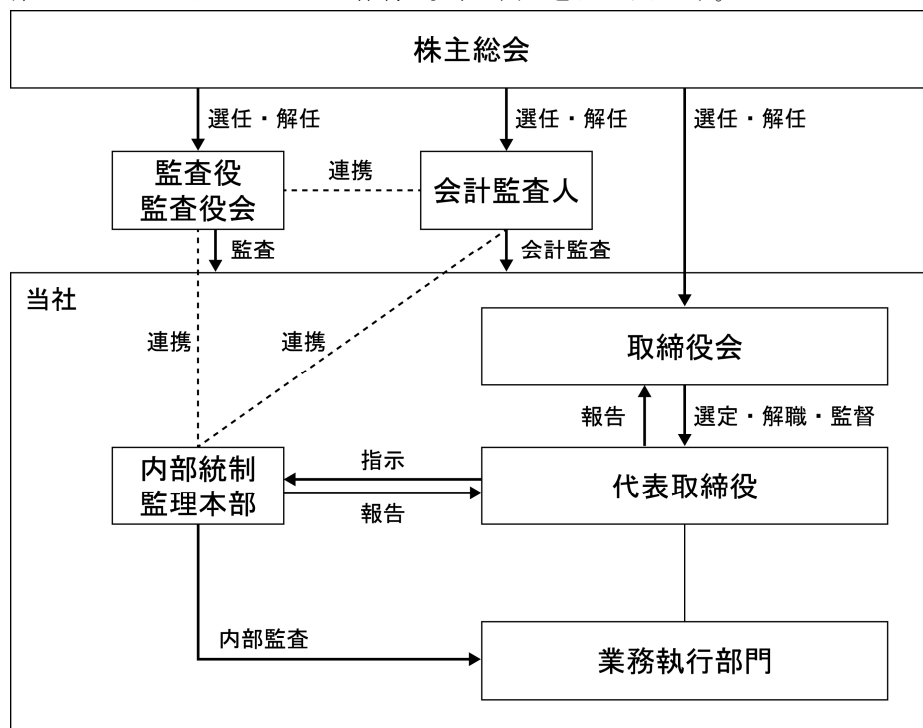 株主総会
選任・解任
選任・解任
選任・解任
監査役
監査役会
連携
会計監査人
監査
会計監査
当社
連携
連携
取締役会
報告
選定・解職・監督
内部統制
監理本部
指示
報告
代表取締役
内部監査
業務執行部門